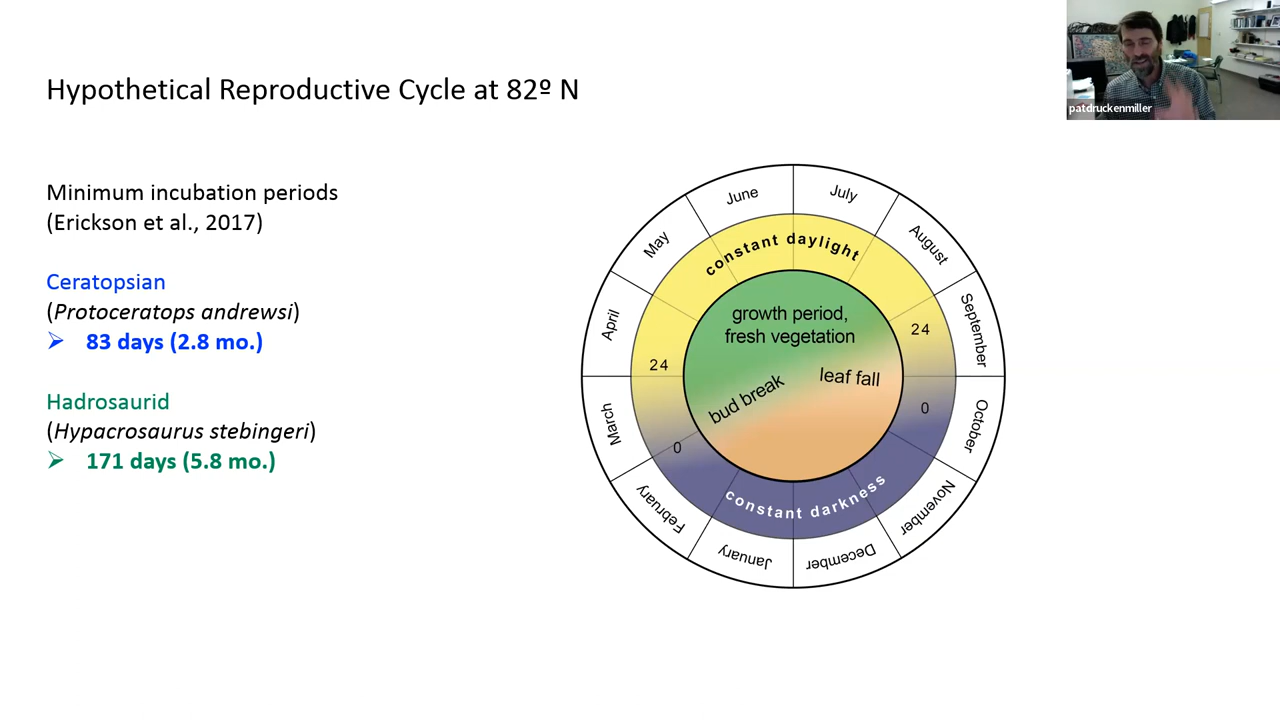 Hypothetical Reproductive Cycle at 82º N
patdruckenmiller
Minimum incubation periods
(Erickson et al., 2017)
Ceratopsian
(Protoceratops andrewsi)
➢ 83 days (2.8 mo.)
Hadrosaurid
(Hypacrosaurus stebingeri)
➢ 171 days (5.8 mo.)
June
July
August
September
October
November
December
January
February
March
April
May
constant daylight
24
0
constant darkness
0
24
growth period,
fresh vegetation
bud break
leaf fall